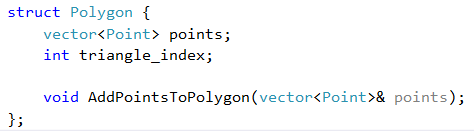 struct Polygon {
    vector<Point> points;
    int triangle_index;

    void AddPointsToPolygon(vector<Point>& points);
};